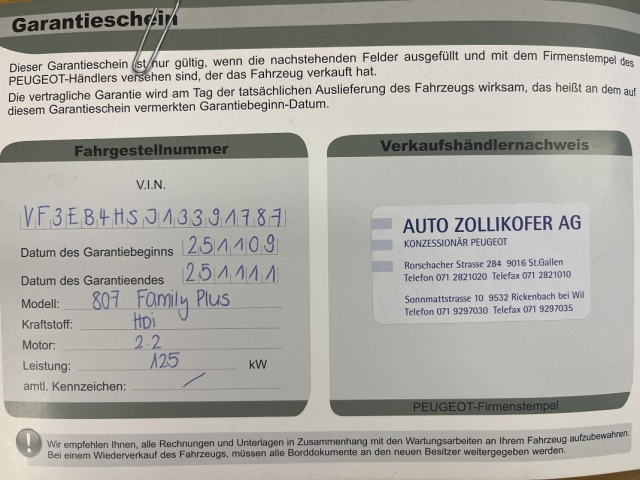 Garantieschein
Dieser Garantieschein ist nur gültig, wenn die nachstehenden Felder ausgefüllt und mit dem Firmenstempel des
PEUGEOT-Händlers versehen sind, der das Fahrzeug verkauft hat.
Die vertragliche Garantie wird am Tag der tatsächlichen Auslieferung des Fahrzeugs wirksam, das heißt an dem auf
diesem Garantieschein vermerkten Garantiebeginn-Datum.
Fahrgestellnummer
V.I.N.
VF3EB4HSJ13391787
Datum des Garantiebeginns 251109
Datum des Garantieendes 251111
Modell: 807 Family Plus
Kraftstoff: HDi
Motor: 2.2
Leistung: 125 kW
amtl. Kennzeichen: /
Verkaufshändlernachweis
AUTO ZOLLIKOFER AG
KONZESSIONÄR PEUGEOT
Rorschacher Strasse 284 9016 St.Gallen
Telefon 071 2821020 Telefax 071 2821010
Sonnmattstrasse 10 9532 Rickenbach bei Wil
Telefon 071 9297030 Telefax 071 9297035
PEUGEOT-Firmenstempel
! Wir empfehlen Ihnen, alle Rechnungen und Unterlagen in Zusammenhang mit den Wartungsarbeiten an Ihrem Fahrzeug aufzubewahren.
Bei einem Wiederverkauf des Fahrzeugs, müssen alle Borddokumente an den neuen Besitzer weitergegeben werden.